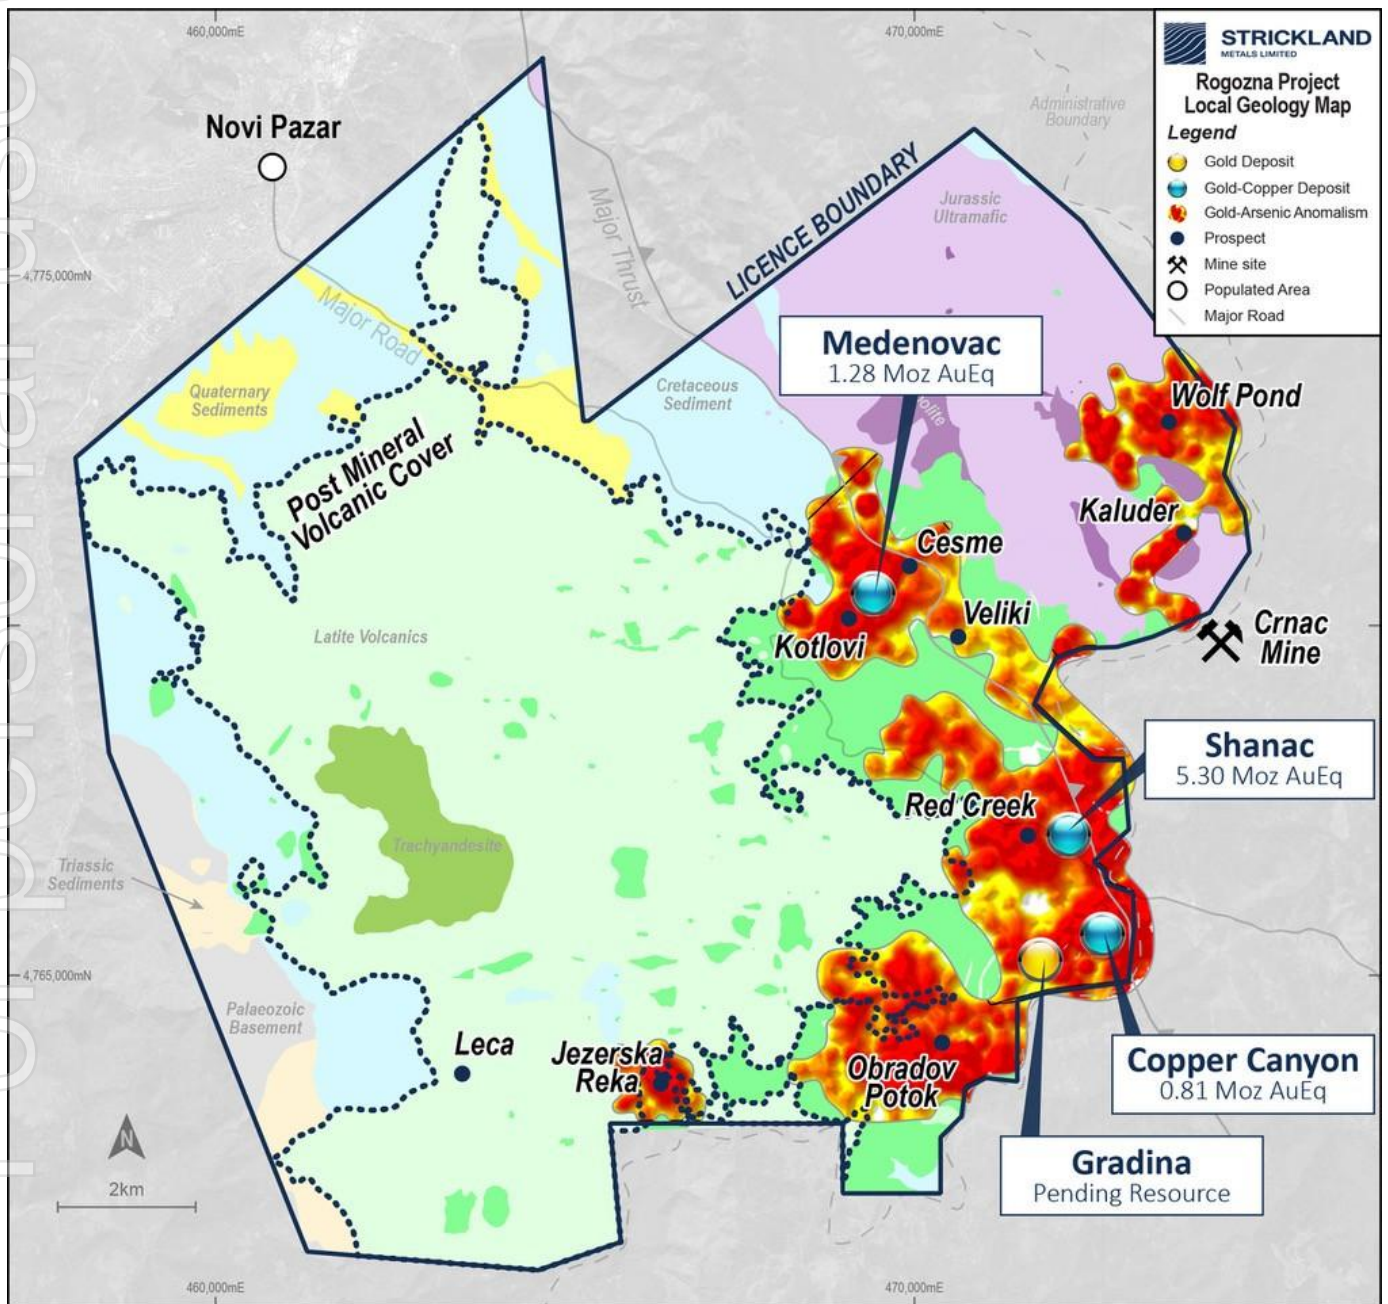 For personal use
460,000mE
470,000mE
STRICKLAND
METALS LIMITED
Rogozna Project
Local Geology Map
Legend
Gold Deposit
Gold-Copper Deposit
Gold-Arsenic Anomalism
Prospect
Mine site
Populated Area
Major Road
Administrative
Boundary
Novi Pazar
LICENCE BOUNDARY
Jurassic
Ultramafic
Major Thrust
4,775,000mN
Major Road
Medenovac
1.28 Moz AuEq
Quaternary
Sediments
Cretaceous
Sediment
Wolf Pond
Post Mineral
Volcanic Cover
Kaluder
Cesme
Latite Volcanics
Veliki
Kotlovi
Crnac
Mine
Shanac
5.30 Moz AuEq
Red Creek
Trachyandesite
Triassic
Sediments
4,765,000mN
Palaeozoic
Basement
Leca
Jezerska
Reka
Obradov
Potok
Copper Canyon
0.81 Moz AuEq
N
2km
Gradina
Pending Resource
460,000mE
470,000mE